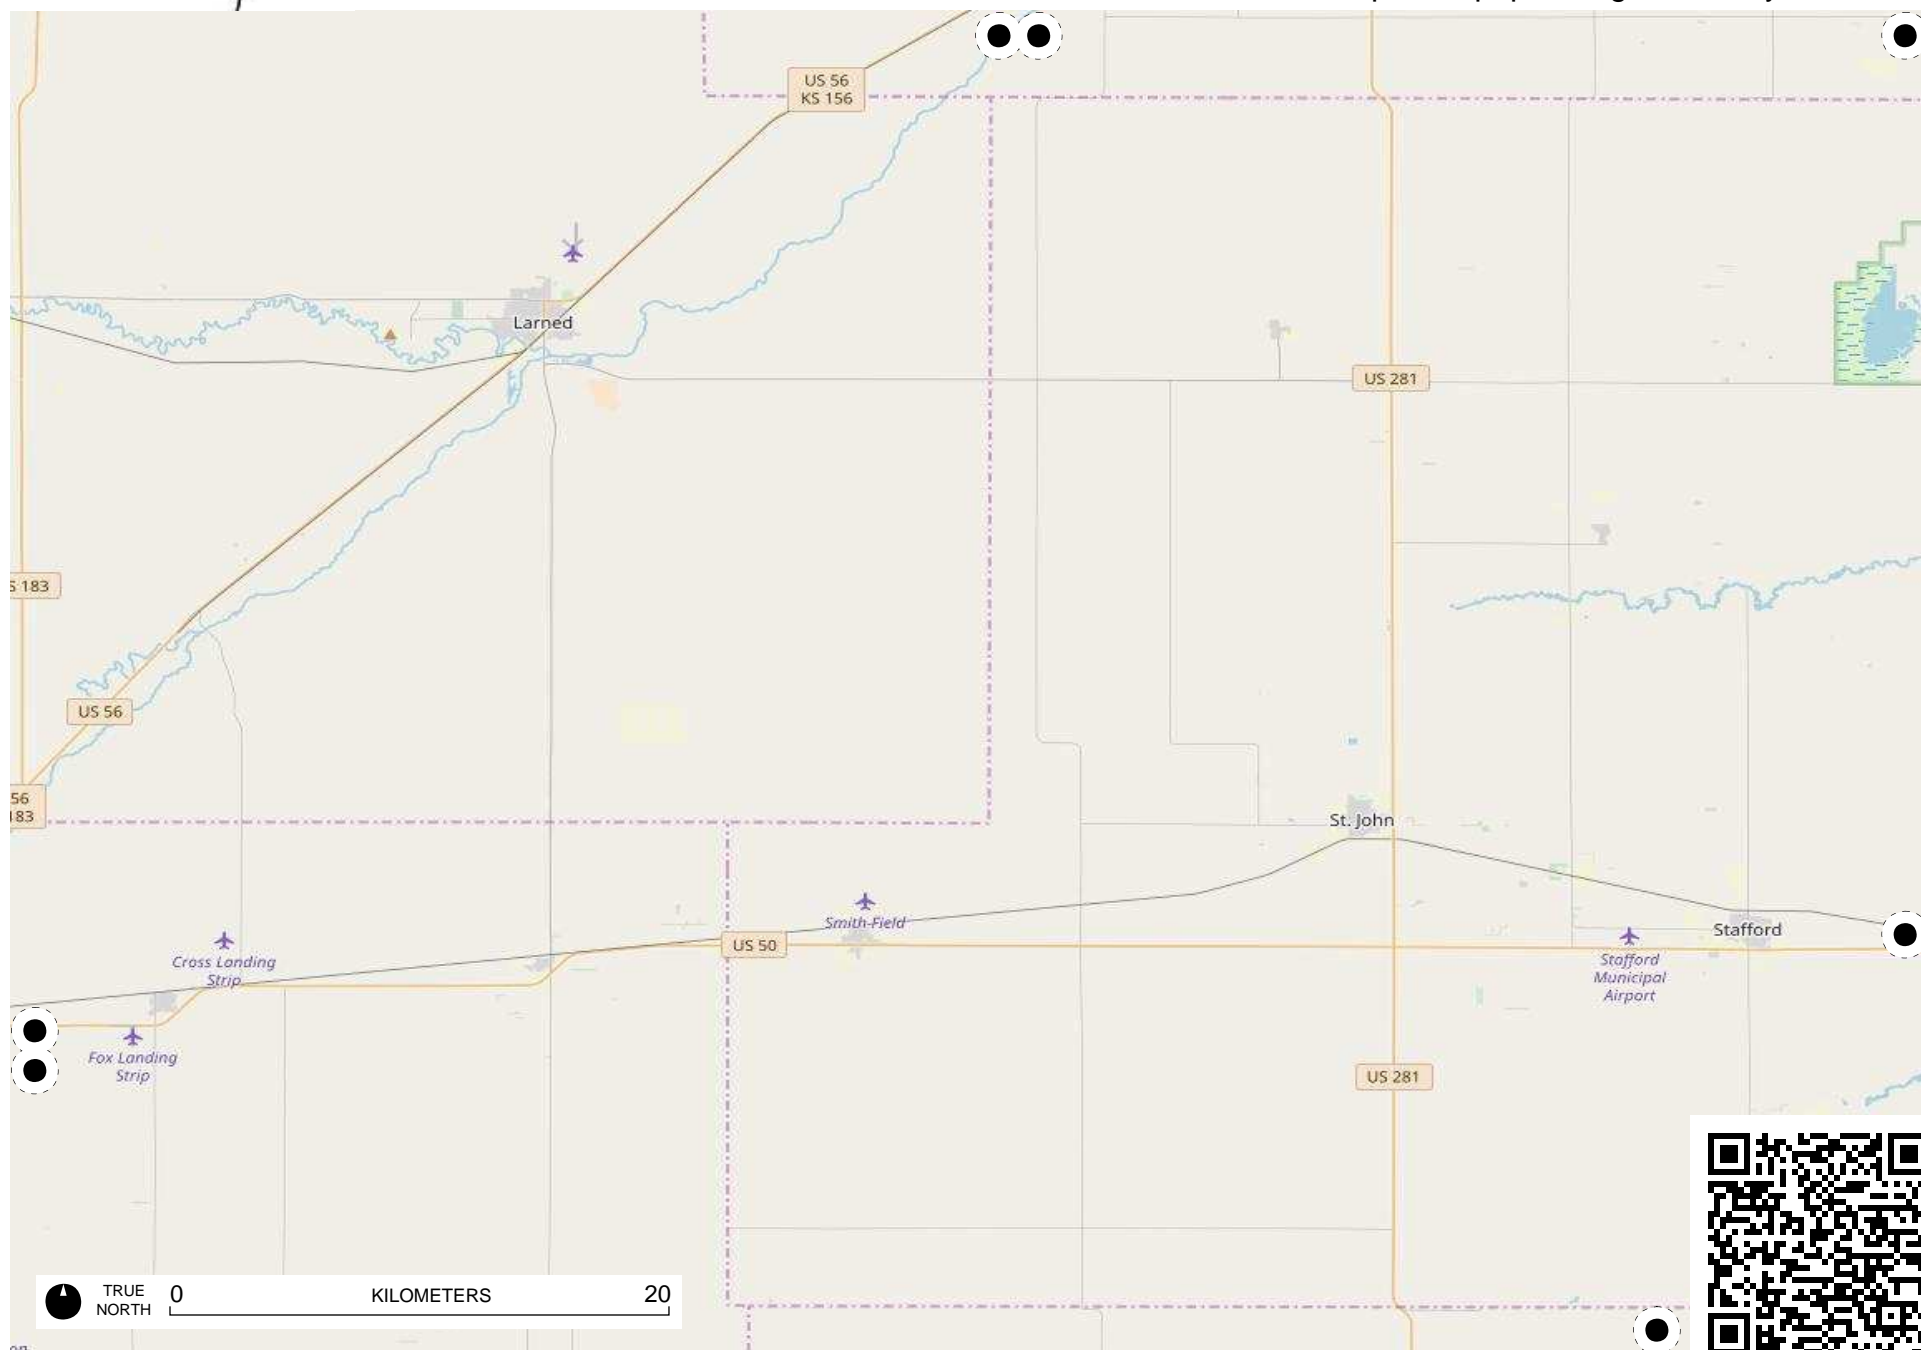 US 56
KS 156
Larned
US 281
S 183
US 56
56
183
St. John
US 50
Smith-Field
Cross Landing
Strip
Stafford
Stafford
Municipal
Airport
Fox Landing
Strip
US 281
TRUE
NORTH
0
KILOMETERS
20